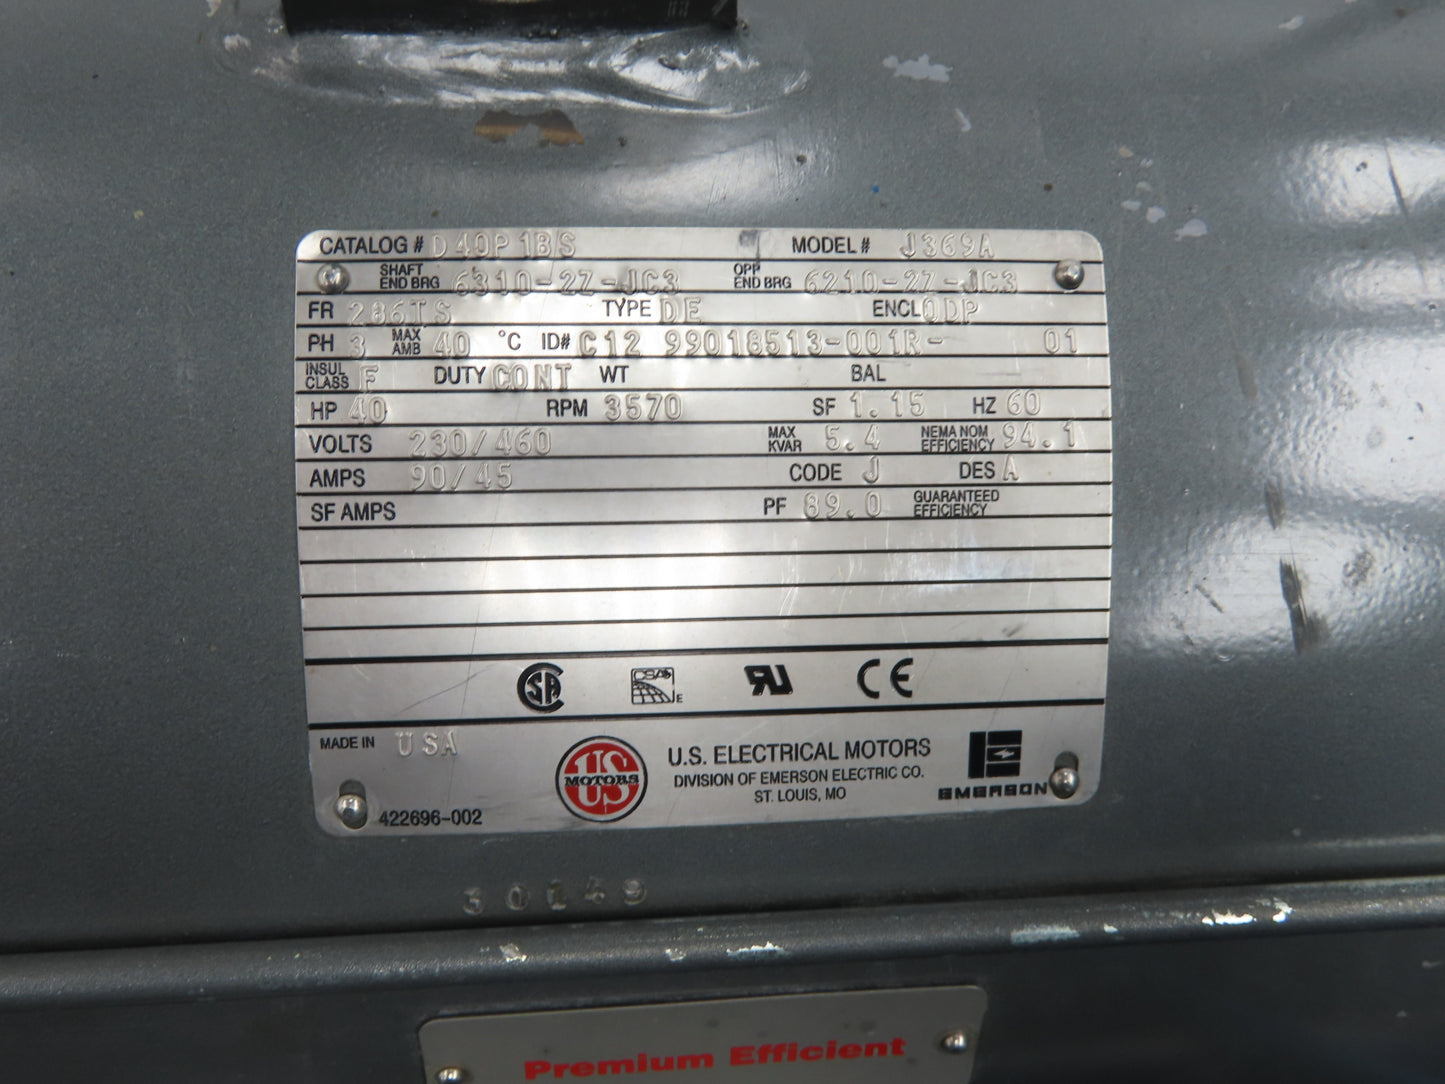 CATALOG # D40P1BS MODEL # J369A
SHAFT END BRG 6310-2Z-JC3 OPP END BRG 6210-2Z-JC3
FR 286TS TYPE DE ENCL ODP
PH 3 MAX AMB 40 °C ID# C12 99018513-001R- 01
INSUL CLASS F DUTY CONT WT BAL
HP 40 RPM 3570 SF 1.15 HZ 60
VOLTS 230/460 MAX KVAR 5.4 NEMA NOM EFFICIENCY 94.1
AMPS 90/45 CODE J DES A
SF AMPS PF 89.0 GUARANTEED EFFICIENCY
CSA CSA E RU CE
MADE IN USA
US MOTORS
U.S. ELECTRICAL MOTORS
DIVISION OF EMERSON ELECTRIC CO.
ST. LOUIS, MO
EMERSON
422696-002
30149
Premium Efficient